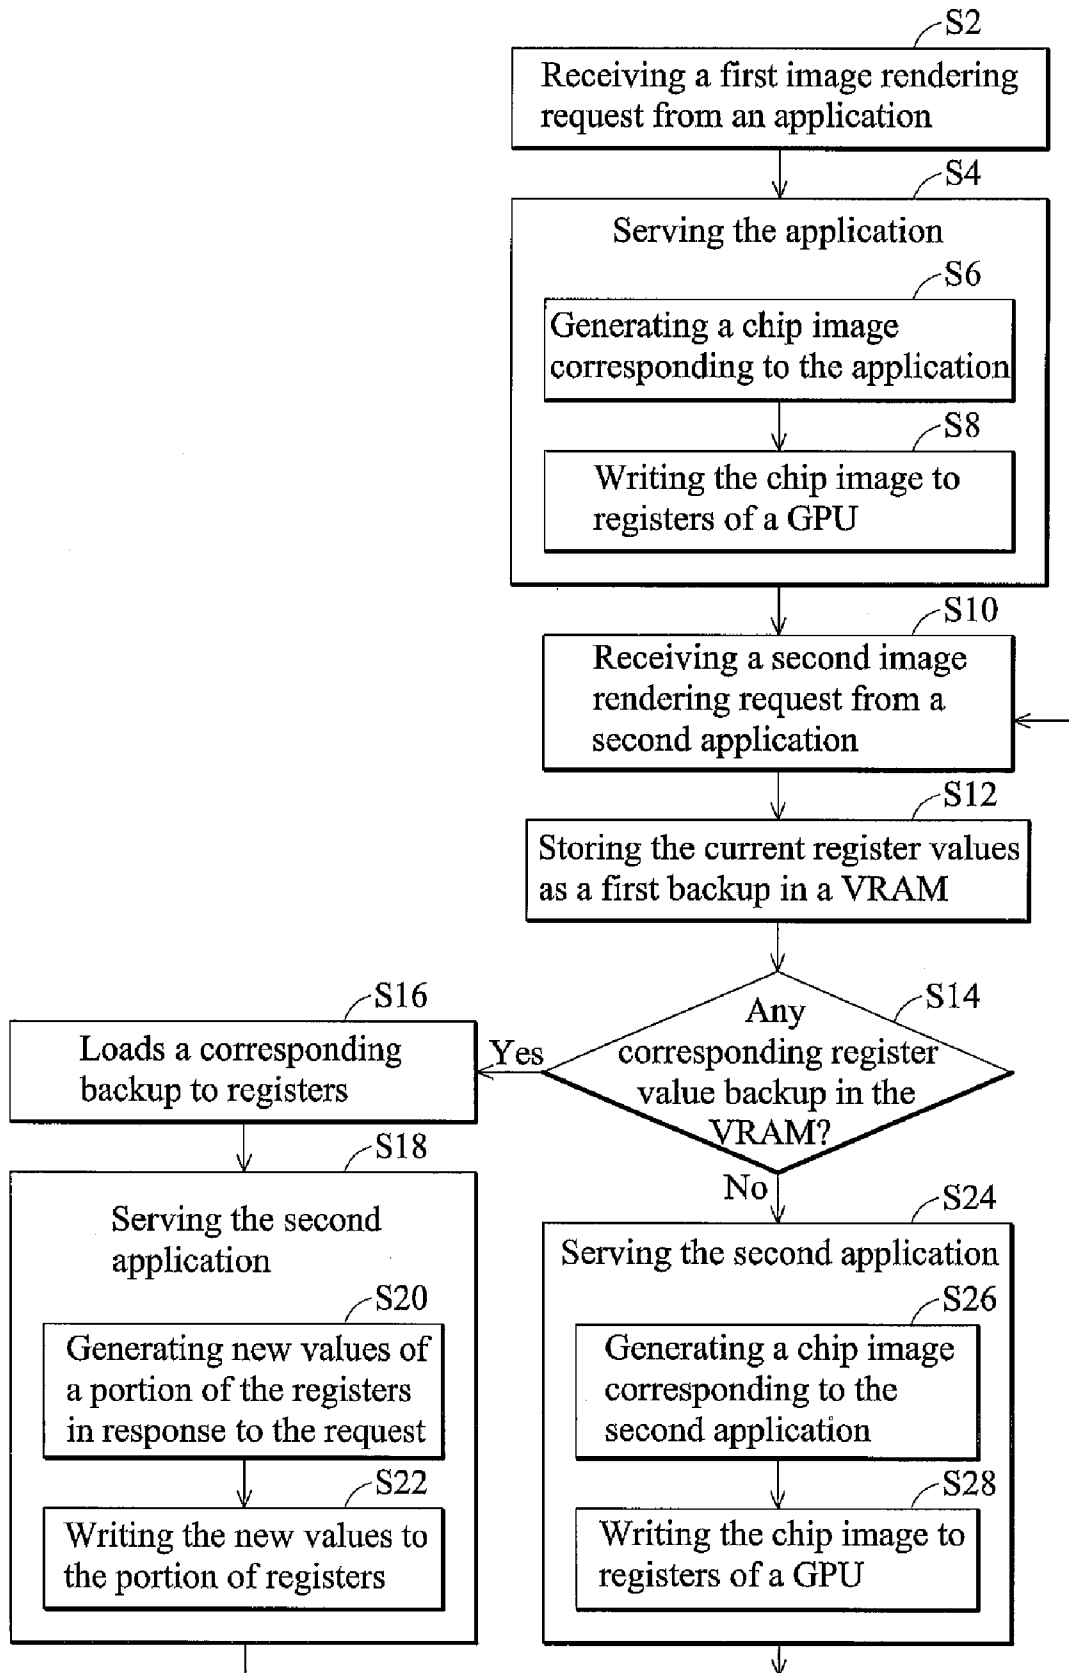 S2
Receiving a first image rendering
request from an application
S4
Serving the application
S6
Generating a chip image
corresponding to the application
S8
Writing the chip image to
registers of a GPU
S10
Receiving a second image
rendering request from a
second application
S12
Storing the current register values
as a first backup in a VRAM
S14
Any
corresponding register
value backup in the
VRAM?
Yes
No
S16
Loads a corresponding
backup to registers
S18
Serving the second
application
S20
Generating new values of
a portion of the registers
in response to the request
S22
Writing the new values to
the portion of registers
S24
Serving the second application
S26
Generating a chip image
corresponding to the
second application
S28
Writing the chip image to
registers of a GPU